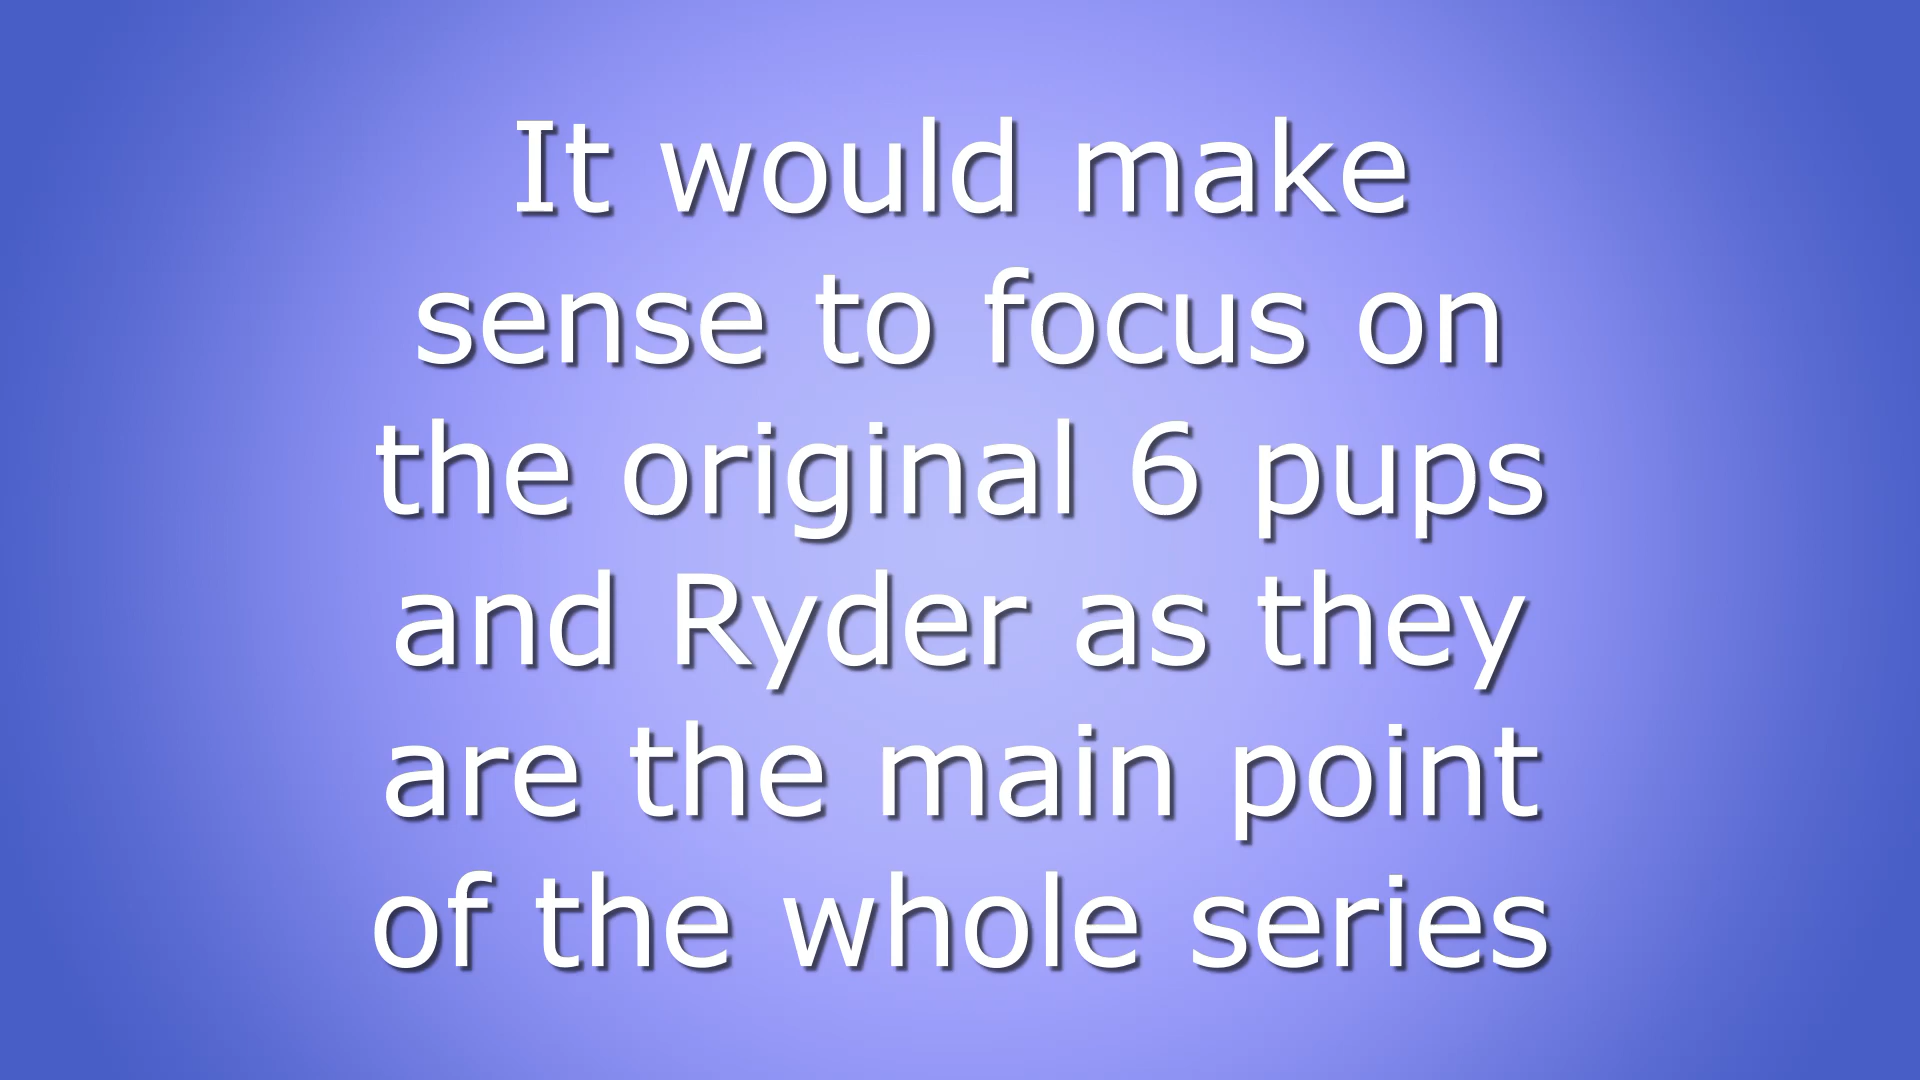 It would make
sense to focus on
the original 6 pups
and Ryder as they
are the main point
of the whole series